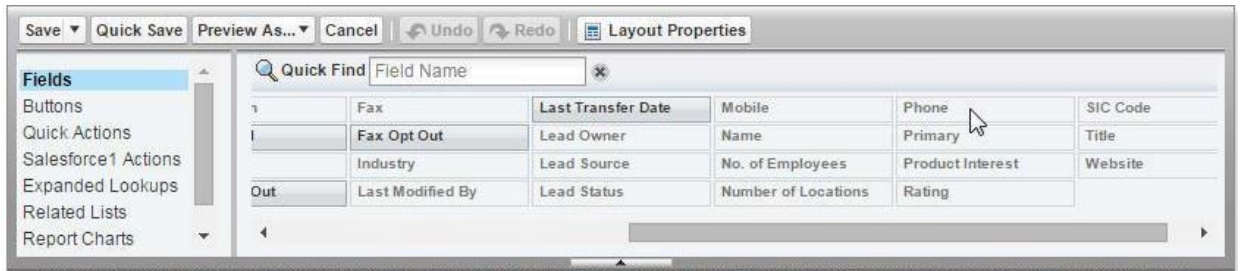 Save Quick Save Preview As... Cancel Undo Redo Layout Properties
Fields
Buttons
Quick Actions
Salesforce1 Actions
Expanded Lookups
Related Lists
Report Charts
Quick Find Field Name
Fax Last Transfer Date Mobile Phone SIC Code
Fax Opt Out Lead Owner Name Primary Title
Industry Lead Source No. of Employees Product Interest Website
Out Last Modified By Lead Status Number of Locations Rating